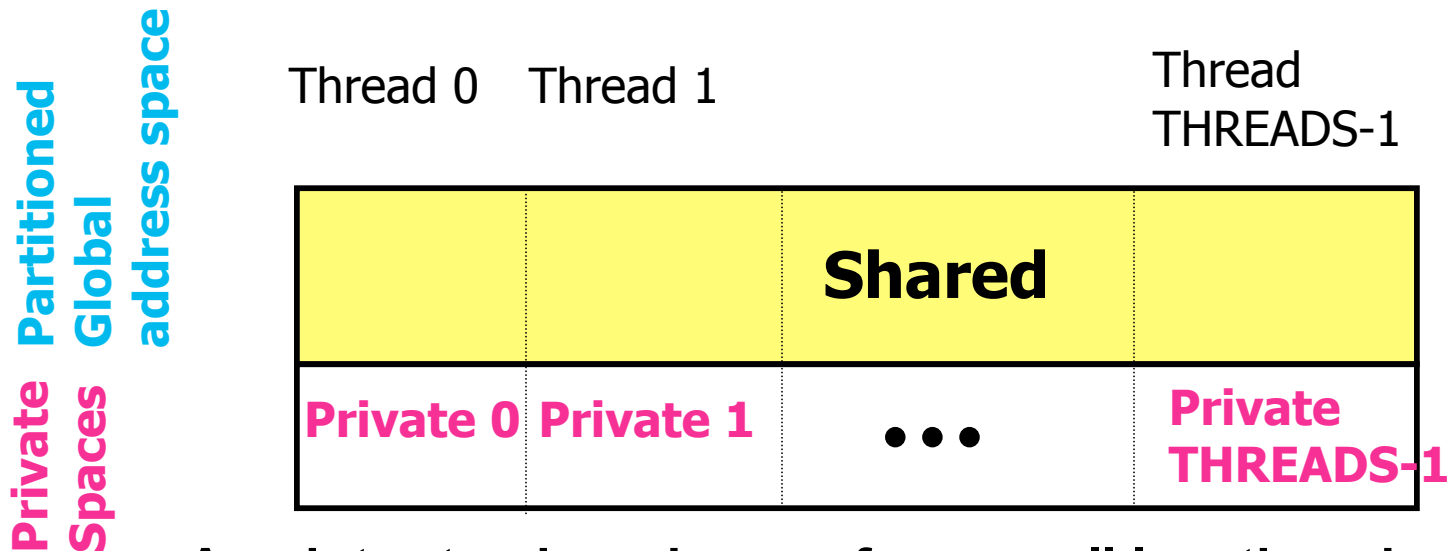 Partitioned
Global
address space
Private
Spaces
Thread 0
Thread 1
Thread
THREADS-1
Shared
Private 0
Private 1
•••
Private
THREADS-1